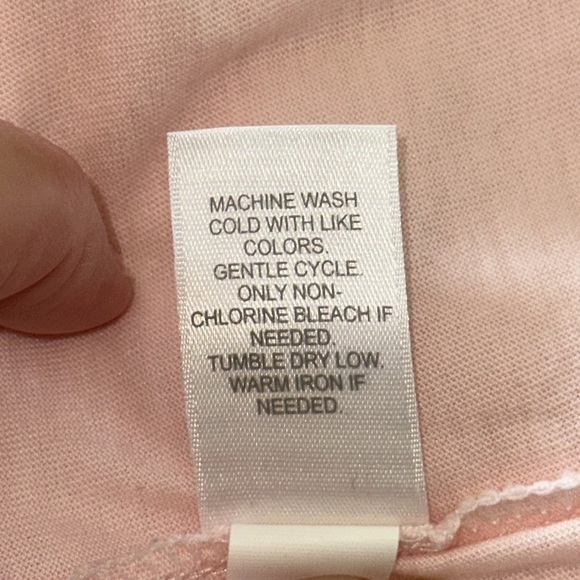 MACHINE WASH
COLD WITH LIKE
COLORS.
GENTLE CYCLE.
ONLY NON-
CHLORINE BLEACH IF
NEEDED.
TUMBLE DRY LOW.
WARM IRON IF
NEEDED.